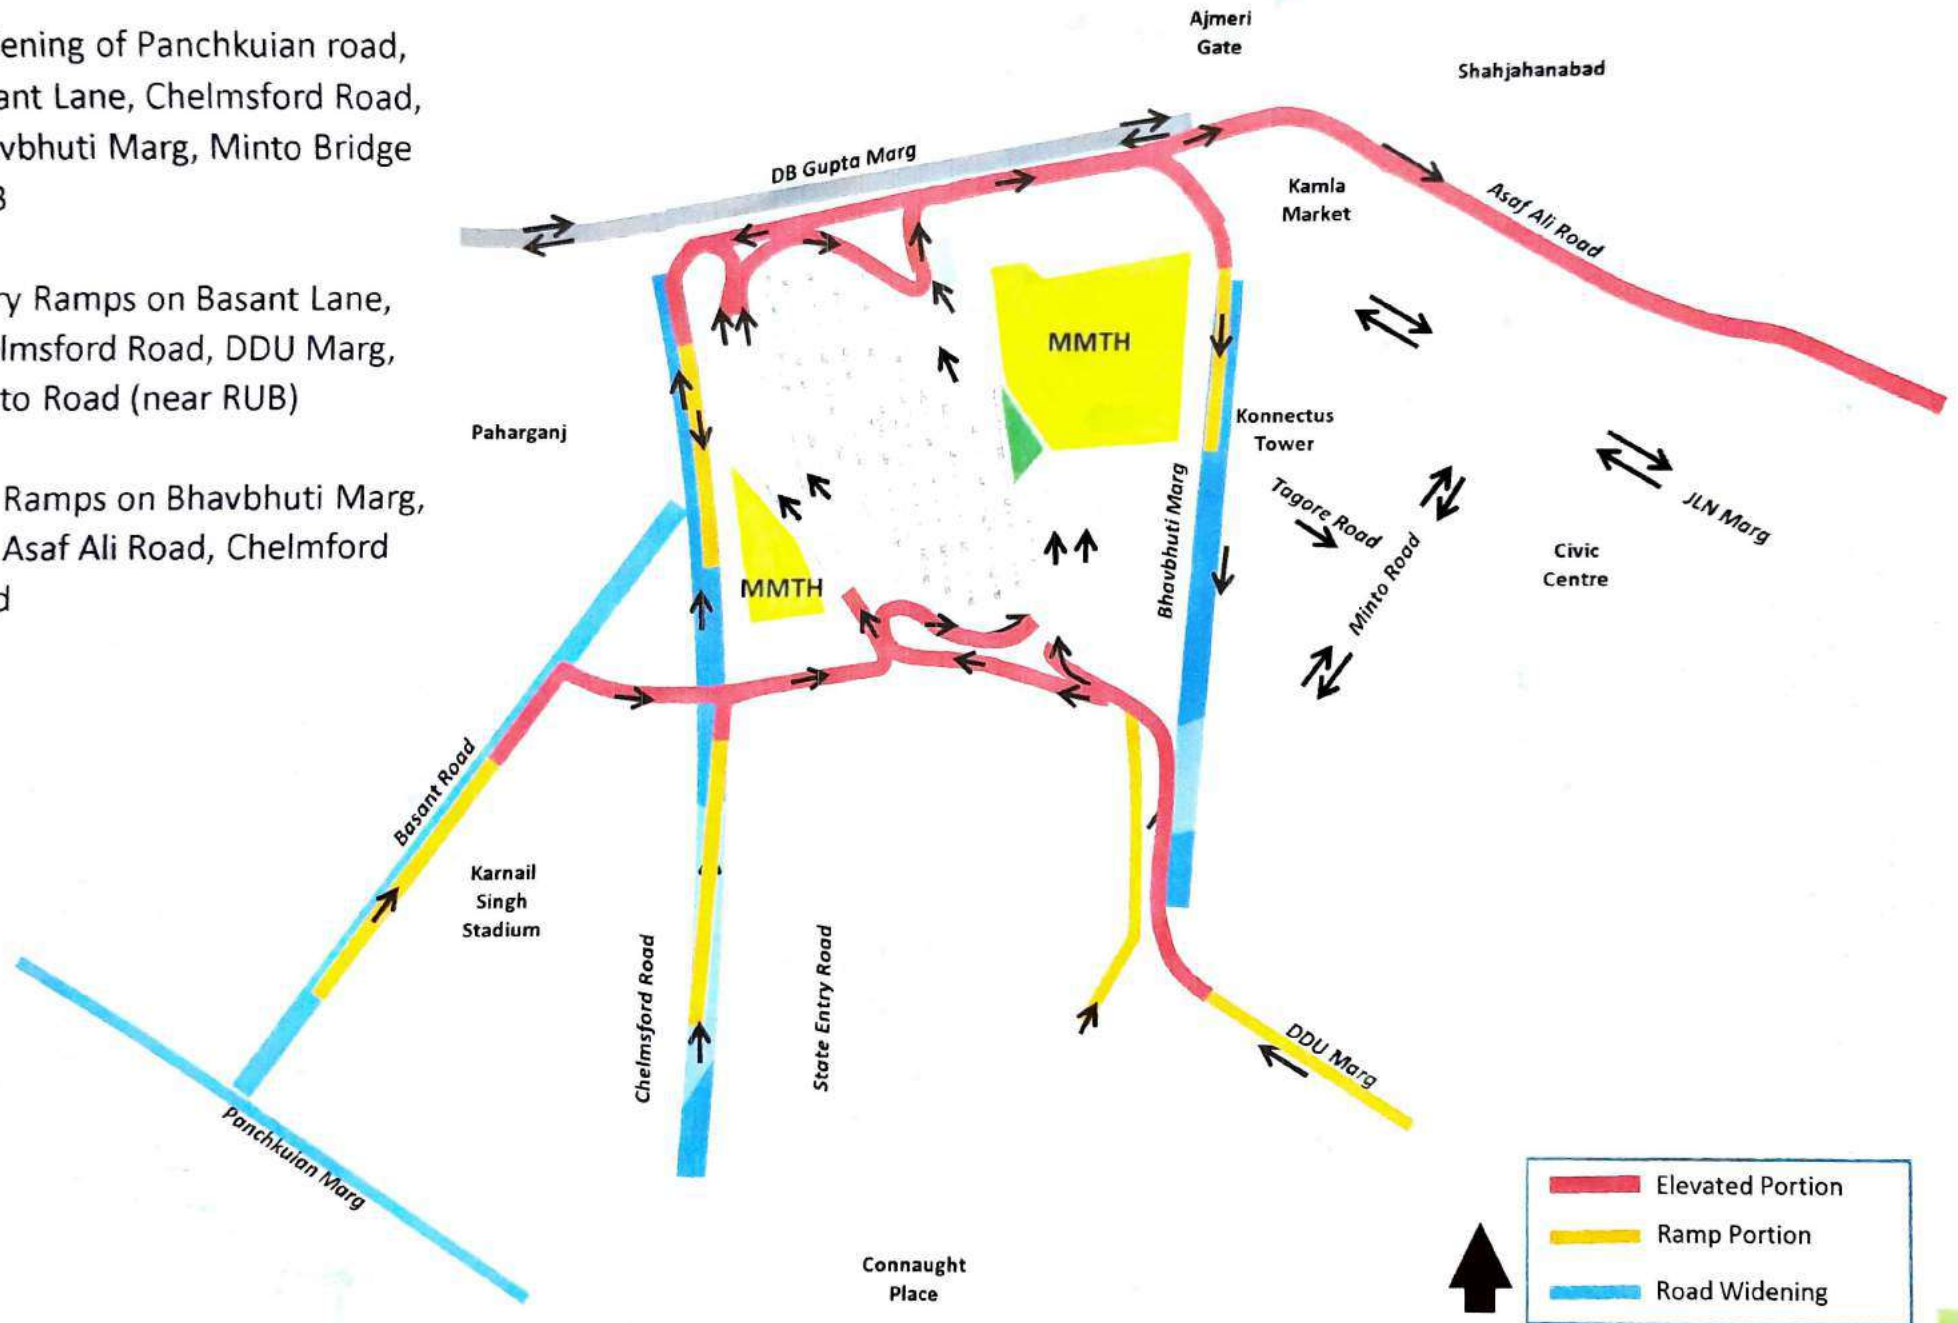 ening of Panchkuian road,
ant Lane, Chelmsford Road,
vbhuti Marg, Minto Bridge
B
ry Ramps on Basant Lane,
lmsford Road, DDU Marg,
to Road (near RUB)
Ramps on Bhavbhuti Marg,
Asaf Ali Road, Chelmford
d
Ajmeri
Gate
Shahjahanabad
DB Gupta Marg
Kamla
Market
Asaf Ali Road
MMTH
Paharganj
Konnectus
Tower
Tagore Road
JLN Marg
Bhavbhuti Marg
Minto Road
Civic
Centre
MMTH
Basant Road
Karnail
Singh
Stadium
Chelmsford Road
State Entry Road
DDU Marg
Panchkuian Marg
Connaught
Place
Elevated Portion
Ramp Portion
Road Widening